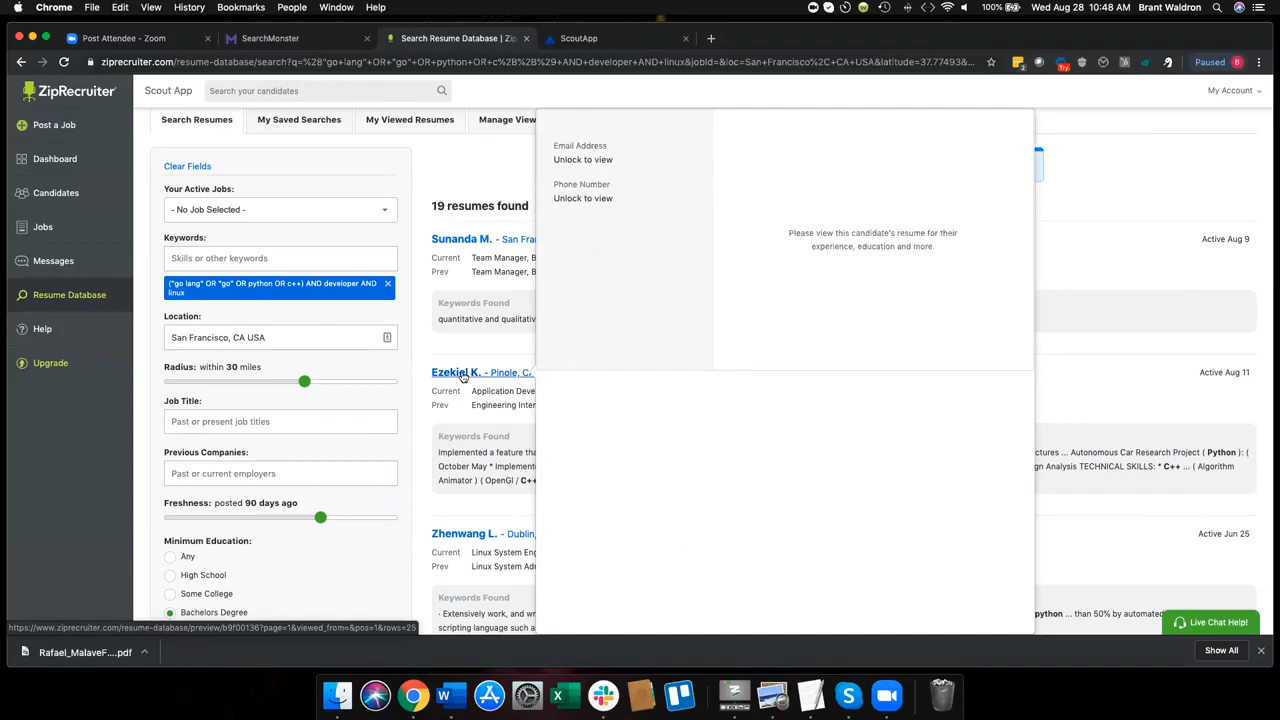 Chrome File Edit View History Bookmarks People Window Help 100% Wed Aug 28 10:48 AM Brant Waldron
Post Attendee - Zoom × SearchMonster × Search Resume Database | Zip × ScoutApp × +
ziprecruiter.com/resume-database/search?q=%28"go+lang"+OR+"go"+OR+python+OR+c%2B%2B+%29+AND+developer+AND+linux&jobId=&loc=San+Francisco%2C+CA+USA&latitude=37.77493&... 2 Try Paused B
ZipRecruiter
Scout App
Search your candidates
My Account
Post a Job
Dashboard
Candidates
Jobs
Messages
Resume Database
Help
Upgrade
Search Resumes My Saved Searches My Viewed Resumes Manage View
Clear Fields
Your Active Jobs:
- No Job Selected -
Keywords:
Skills or other keywords
("go lang" OR "go" OR python OR c++) AND developer AND ×
linux
Location:
San Francisco, CA USA
Radius: within 30 miles
Job Title:
Past or present job titles
Previous Companies:
Past or current employers
Freshness: posted 90 days ago
Minimum Education:
Any
High School
Some College
Bachelors Degree
19 resumes found
Sunanda M. - San Fra
Active Aug 9
Current Team Manager, B
Prev Team Manager, B
Keywords Found
quantitative and qualitativ
Ezekiel K. - Pinole, C
Active Aug 11
Current Application Deve
Prev Engineering Inter
Keywords Found
Implemented a feature tha ctures ... Autonomous Car Research Project ( Python ): (
October May * Implemente gn Analysis TECHNICAL SKILLS: * C++ ... ( Algorithm
Animator ) ( OpenGl / C++
Zhenwang L. - Dublin,
Active Jun 25
Current Linux System Eng
Prev Linux System Adm
Keywords Found
· Extensively work, and wr python ... than 50% by automated
scripting language such a
Email Address
Unlock to view
Phone Number
Unlock to view
Please view this candidate's resume for their
experience, education and more.
Live Chat Help!
https://www.ziprecruiter.com/resume-database/preview/b9f00136?page=1&viewed_from=&pos=1&rows=25
Rafael_MalaveF....pdf
Show All ×